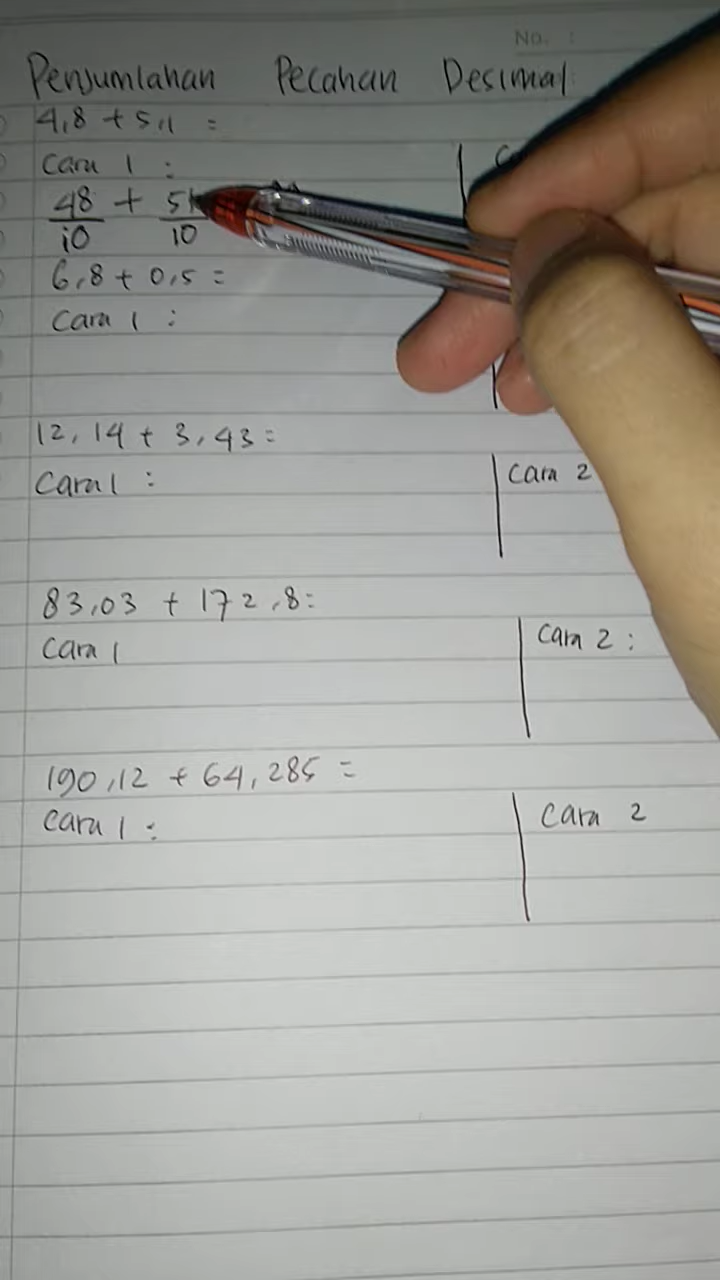 No. :
Penjumlahan Pecahan Desimal
4,8 + 5,1 =
Cara 1 :
48/10 + 51/10
6,8 + 0,5 =
Cara 1 :
12,14 + 3,43 =
Cara 1 :
Cara 2
83,03 + 172,8 =
Cara 1
Cara 2 :
190,12 + 64,285 =
Cara 1 :
Cara 2